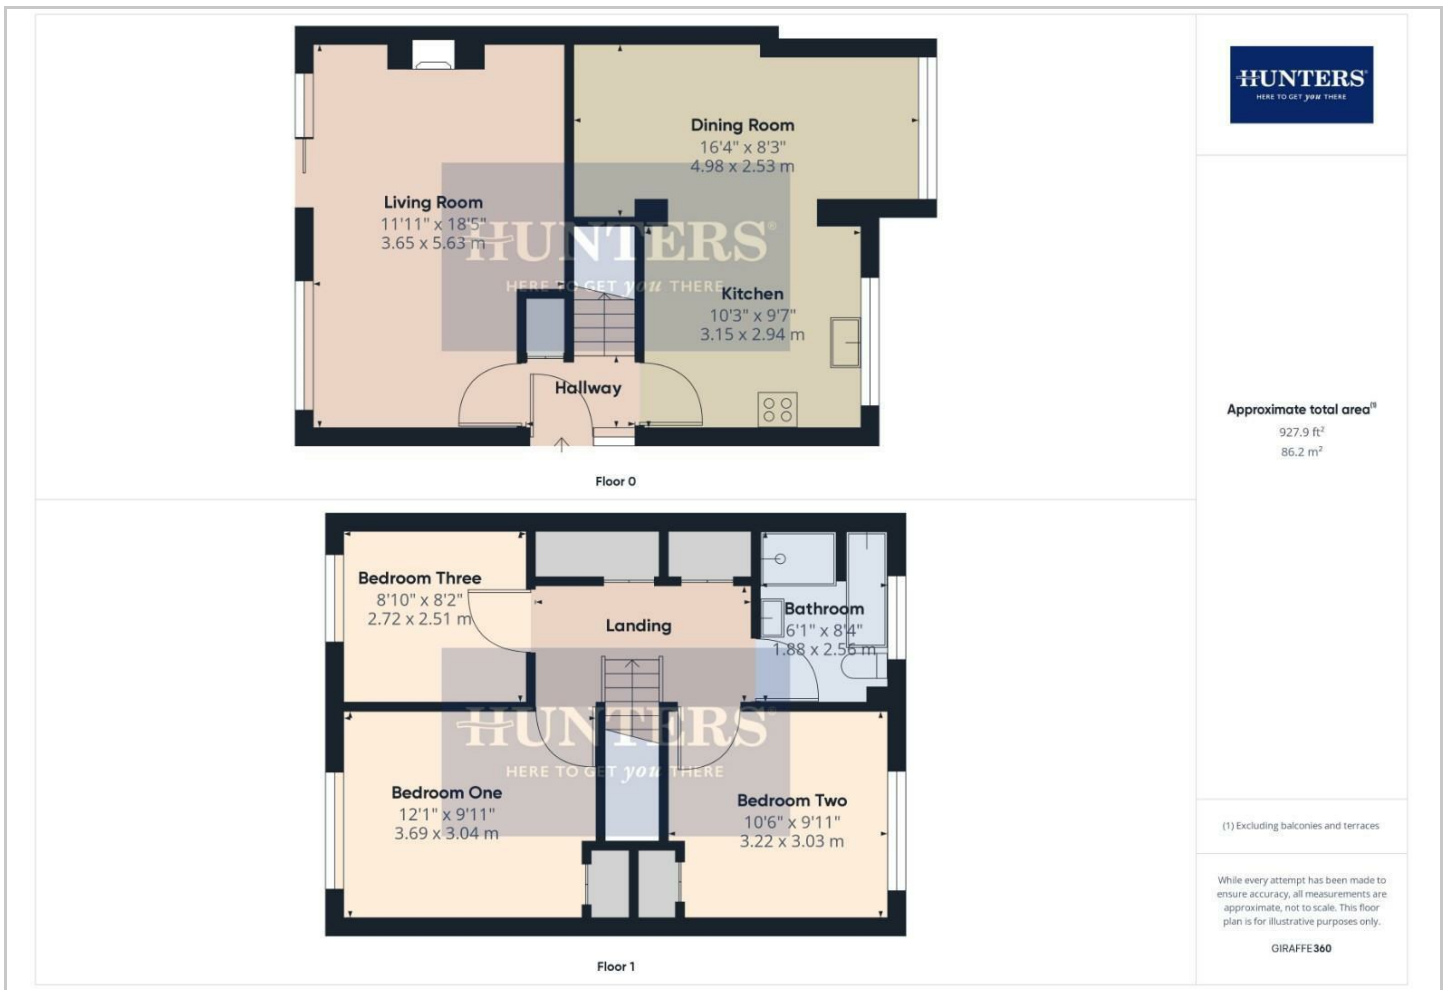 Dining Room
16'4" x 8'3"
4.98 x 2.53 m
Living Room
11'11" x 18'5"
3.65 x 5.63 m
HUNTERS®
HERE TO GET you THERE
Kitchen
10'3" x 9'7"
3.15 x 2.94 m
Hallway
Floor 0
Bedroom Three
8'10" x 8'2"
2.72 x 2.51 m
Landing
Bathroom
6'1" x 8'4"
1.88 x 2.56 m
HUNTERS®
HERE TO GET you THERE
Bedroom One
12'1" x 9'11"
3.69 x 3.04 m
Bedroom Two
10'6" x 9'11"
3.22 x 3.03 m
Floor 1
HUNTERS®
HERE TO GET you THERE
Approximate total area(1)
927.9 ft²
86.2 m²
(1) Excluding balconies and terraces
While every attempt has been made to
ensure accuracy, all measurements are
approximate, not to scale. This floor
plan is for illustrative purposes only.
GIRAFFE360